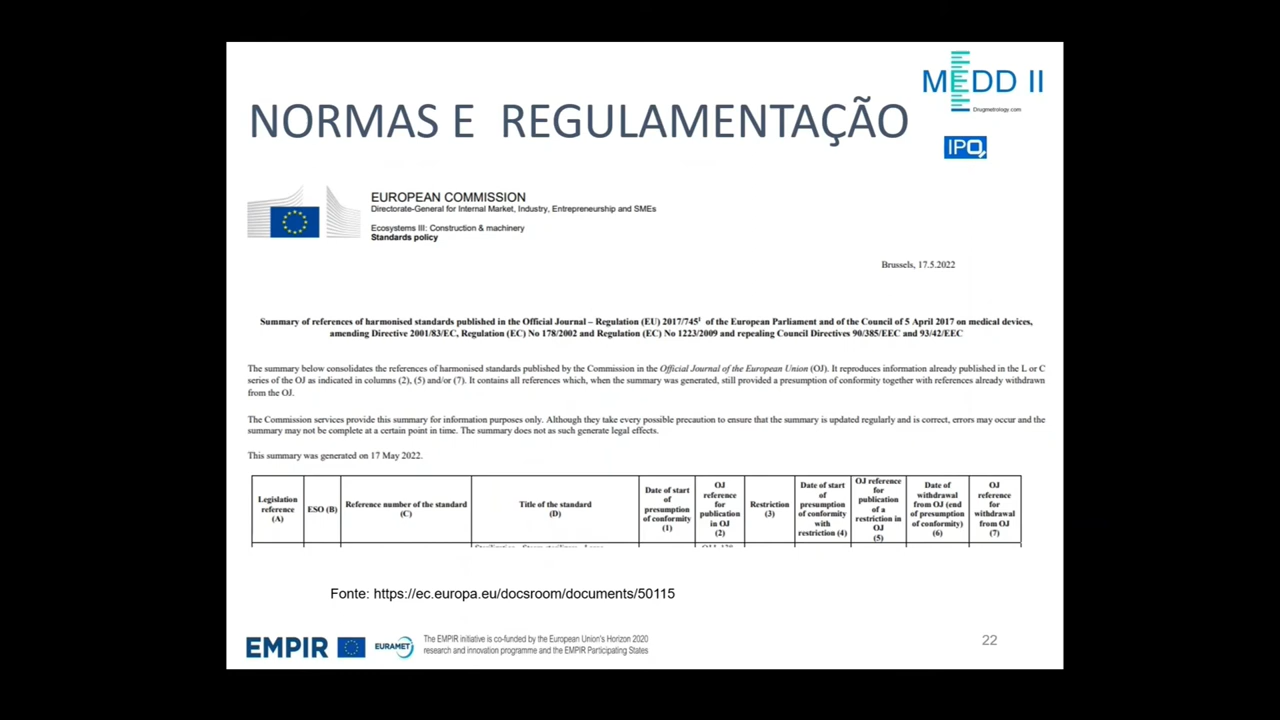 MEDD II
Drugmetrology.com
NORMAS E REGULAMENTAÇÃO
IPQ
EUROPEAN COMMISSION
Directorate-General for Internal Market, Industry, Entrepreneurship and SMEs
Ecosystems III: Construction & machinery
Standards policy
Brussels, 17.5.2022
Summary of references of harmonised standards published in the Official Journal – Regulation (EU) 2017/745¹ of the European Parliament and of the Council of 5 April 2017 on medical devices,
amending Directive 2001/83/EC, Regulation (EC) No 178/2002 and Regulation (EC) No 1223/2009 and repealing Council Directives 90/385/EEC and 93/42/EEC
The summary below consolidates the references of harmonised standards published by the Commission in the Official Journal of the European Union (OJ). It reproduces information already published in the L or C
series of the OJ as indicated in columns (2), (5) and/or (7). It contains all references which, when the summary was generated, still provided a presumption of conformity together with references already withdrawn
from the OJ.
The Commission services provide this summary for information purposes only. Although they take every possible precaution to ensure that the summary is updated regularly and is correct, errors may occur and the
summary may not be complete at a certain point in time. The summary does not as such generate legal effects.
This summary was generated on 17 May 2022.
Legislation
reference
(A)
ESO (B)
Reference number of the standard
(C)
Title of the standard
(D)
Date of start
of
presumption
of conformity
(1)
OJ
reference
for
publication
in OJ
(2)
Restriction
(3)
Date of start
of
presumption
of conformity
with
restriction (4)
OJ reference
for
publication
of a
restriction in
OJ
(5)
Date of
withdrawal
from OJ (end
of presumption
of conformity)
(6)
OJ
reference
for
withdrawal
from OJ
(7)
Fonte: https://ec.europa.eu/docsroom/documents/50115
EMPIR
EURAMET
The EMPIR initiative is co-funded by the European Union's Horizon 2020
research and innovation programme and the EMPIR Participating States
22